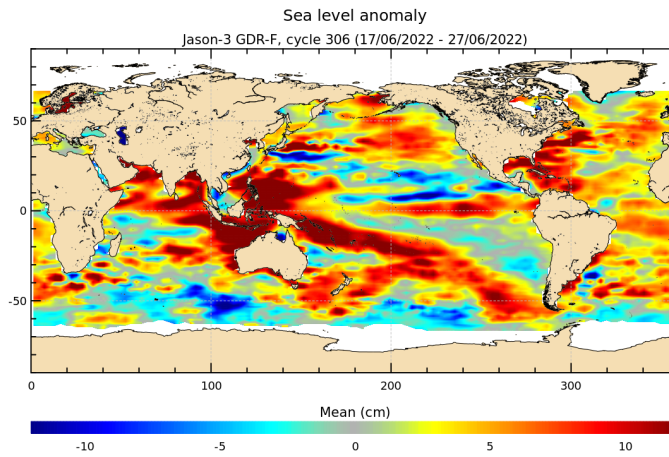 Sea level anomaly
Jason-3 GDR-F, cycle 306 (17/06/2022 - 27/06/2022)
50
0
-50
0 100 200 300
Mean (cm)
-10 -5 0 5 10